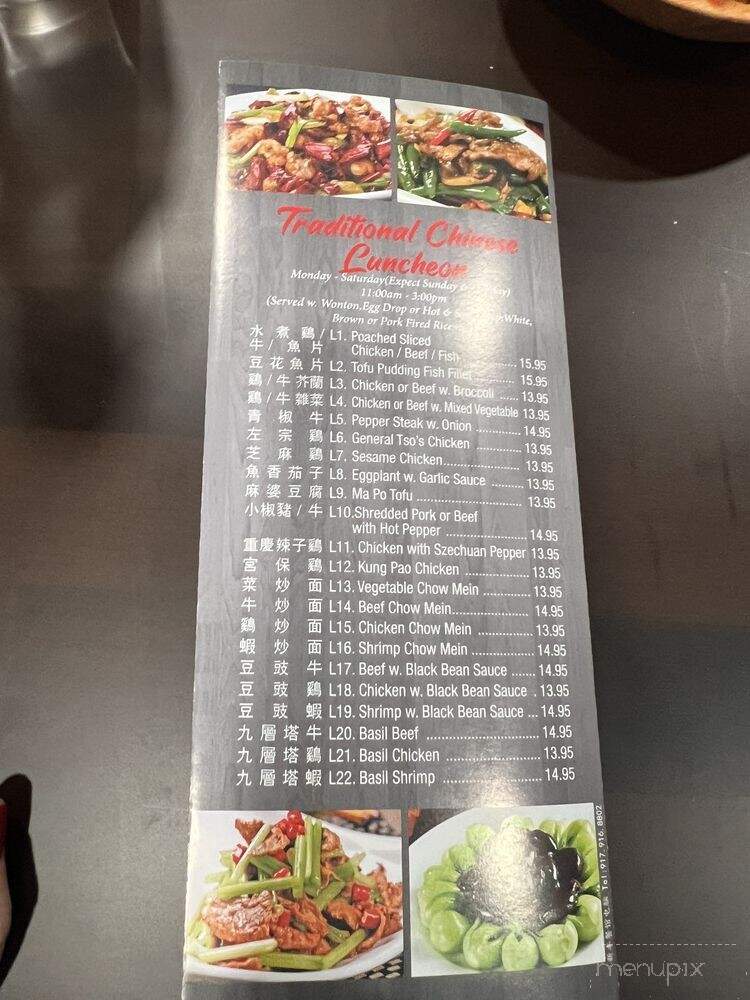 Traditional Chinese
Luncheon
Monday - Saturday(Expect Sunday
11:00am - 3:00pm
(Served w. Wonton,Egg Drop or Hot & White,
Brown or Pork Fired Rice
水煮鷄/ L1. Poached Sliced
牛/魚片 Chicken / Beef / Fish 15.95
豆花魚片 L2. Tofu Pudding Fish Fillet 15.95
鷄/牛芥蘭 L3. Chicken or Beef w. Broccoli ...... 13.95
鷄/牛雜菜 L4. Chicken or Beef w. Mixed Vegetable 13.95
青椒牛 L5. Pepper Steak w. Onion .............. 14.95
左宗鷄 L6. General Tso's Chicken .............. 13.95
芝麻鷄 L7. Sesame Chicken....................... 13.95
魚香茄子 L8. Eggplant w. Garlic Sauce ......... 13.95
麻婆豆腐 L9. Ma Po Tofu ............................... 13.95
小椒豬/牛 L10.Shredded Pork or Beef
with Hot Pepper ......................... 14.95
重慶辣子鷄 L11. Chicken with Szechuan Pepper 13.95
宮保鷄 L12. Kung Pao Chicken .................. 13.95
菜炒面 L13. Vegetable Chow Mein .............. 13.95
牛炒面 L14. Beef Chow Mein....................... 14.95
鷄炒面 L15. Chicken Chow Mein ................ 13.95
蝦炒面 L16. Shrimp Chow Mein .................. 14.95
豆豉牛 L17. Beef w. Black Bean Sauce ....... 14.95
豆豉鷄 L18. Chicken w. Black Bean Sauce . 13.95
豆豉蝦 L19. Shrimp w. Black Bean Sauce ... 14.95
九層塔牛 L20. Basil Beef ................................ 14.95
九層塔鷄 L21. Basil Chicken ........................... 13.95
九層塔蝦 L22. Basil Shrimp ............................ 14.95
Tel:917.916.8802
menupix